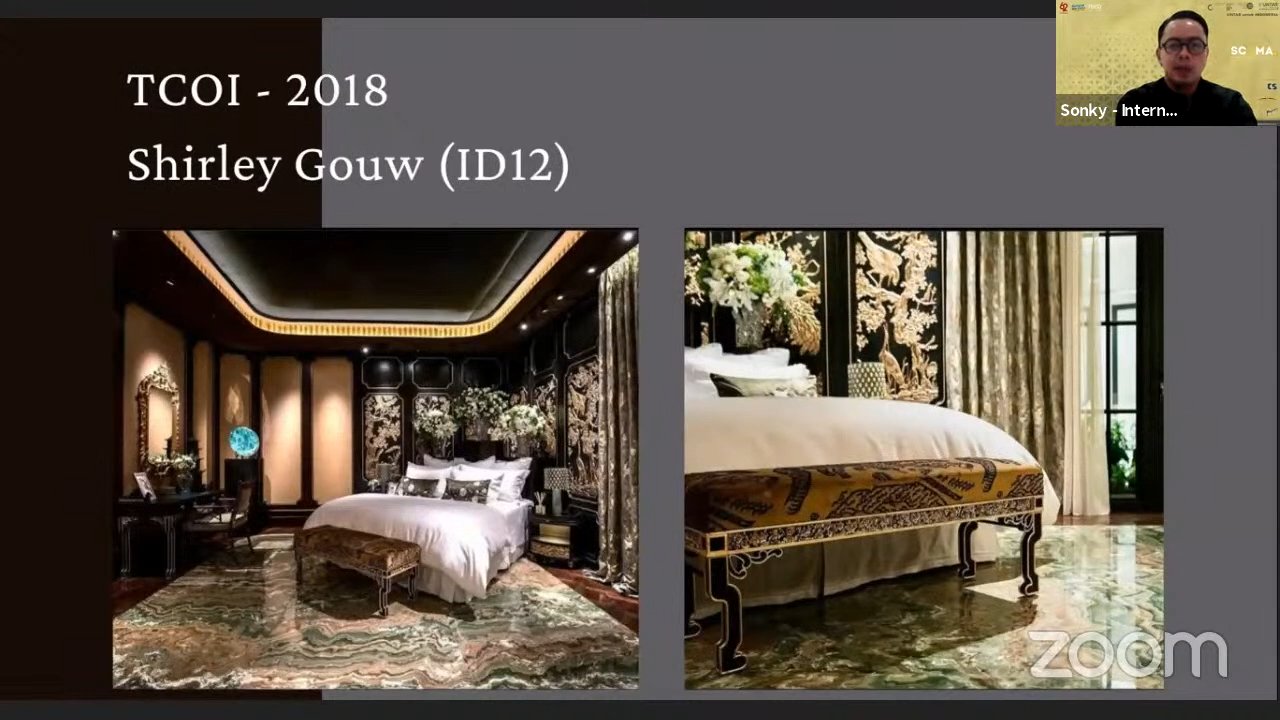 TCOI - 2018
Shirley Gouw (ID12)
SC MA
Sonky - Intern...
zoom